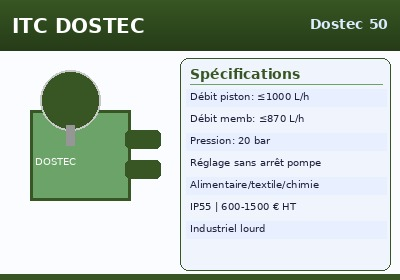 ITC DOSTEC
Dostec 50
Spécifications
Débit piston: ≤1000 L/h
Débit memb: ≤870 L/h
Pression: 20 bar
Réglage sans arrêt pompe
Alimentaire/textile/chimie
IP55 | 600-1500 € HT
Industriel lourd
DOSTEC